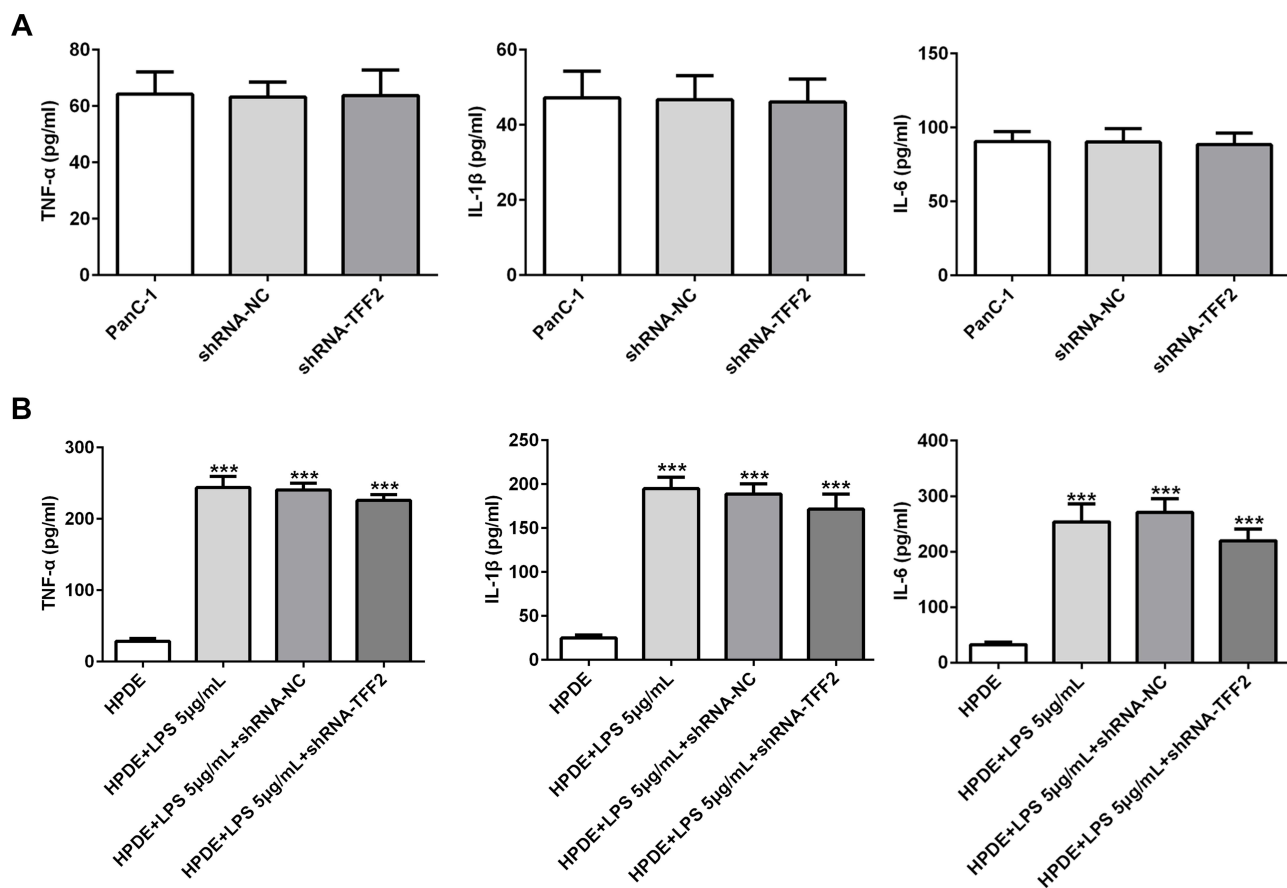 A
TNF-α (pg/ml)
80
60
40
20
0
PanC-1
shRNA-NC
shRNA-TFF2
IL-1β (pg/ml)
60
40
20
0
PanC-1
shRNA-NC
shRNA-TFF2
IL-6 (pg/ml)
150
100
50
0
PanC-1
shRNA-NC
shRNA-TFF2
B
TNF-α (pg/ml)
300
200
100
0
***
***
***
HPDE
HPDE+LPS 5μg/mL
HPDE+LPS 5μg/mL+shRNA-NC
HPDE+LPS 5μg/mL+shRNA-TFF2
IL-1β (pg/ml)
250
200
150
100
50
0
***
***
***
HPDE
HPDE+LPS 5μg/mL
HPDE+LPS 5μg/mL+shRNA-NC
HPDE+LPS 5μg/mL+shRNA-TFF2
IL-6 (pg/ml)
400
300
200
100
0
***
***
***
HPDE
HPDE+LPS 5μg/mL
HPDE+LPS 5μg/mL+shRNA-NC
HPDE+LPS 5μg/mL+shRNA-TFF2